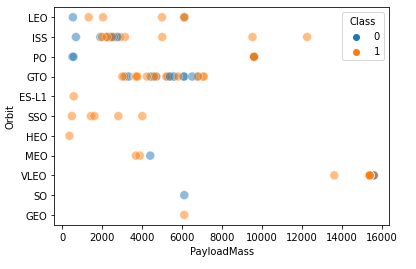 LEO
ISS
PO
GTO
ES-L1
SSO
HEO
MEO
VLEO
SO
GEO
Orbit
Class
0
1
0 2000 4000 6000 8000 10000 12000 14000 16000
PayloadMass